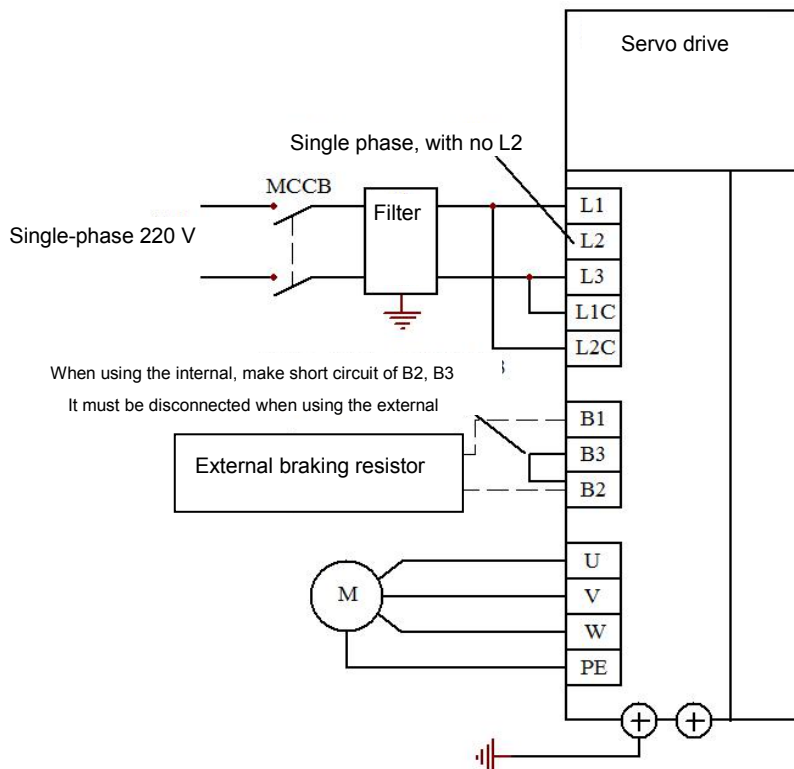 Servo drive
Single phase, with no L2
MCCB
Filter
Single-phase 220 V
L1
L2
L3
L1C
L2C
When using the internal, make short circuit of B2, B3
It must be disconnected when using the external
External braking resistor
B1
B3
B2
M
U
V
W
PE